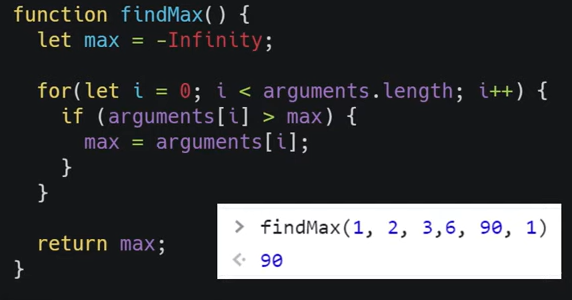 function findMax() {
  let max = -Infinity;

  for(let i = 0; i < arguments.length; i++) {
    if (arguments[i] > max) {
      max = arguments[i];
    }
  }

  return max;
}
> findMax(1, 2, 3,6, 90, 1)
<· 90